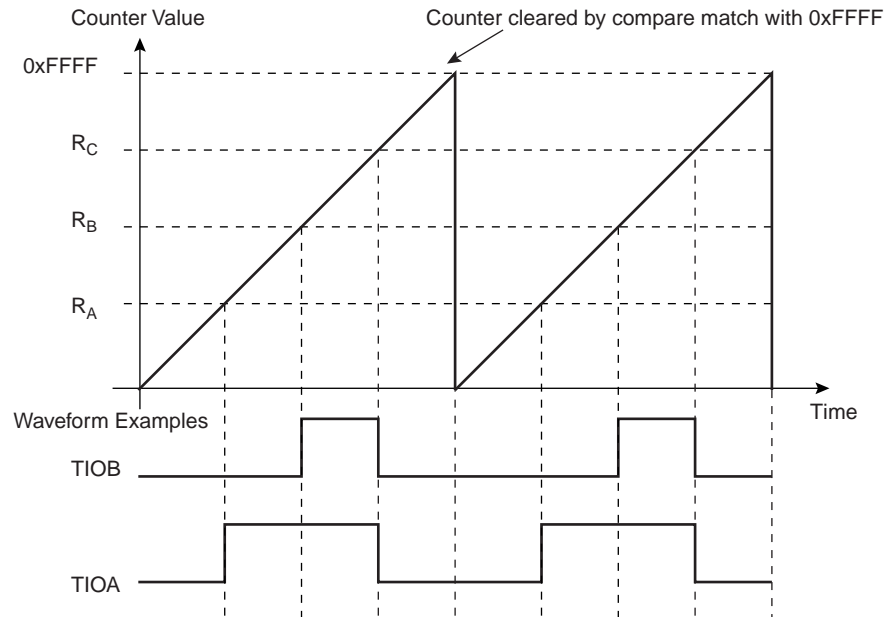 Counter Value
Counter cleared by compare match with 0xFFFF
0xFFFF
RC
RB
RA
Time
Waveform Examples
TIOB
TIOA